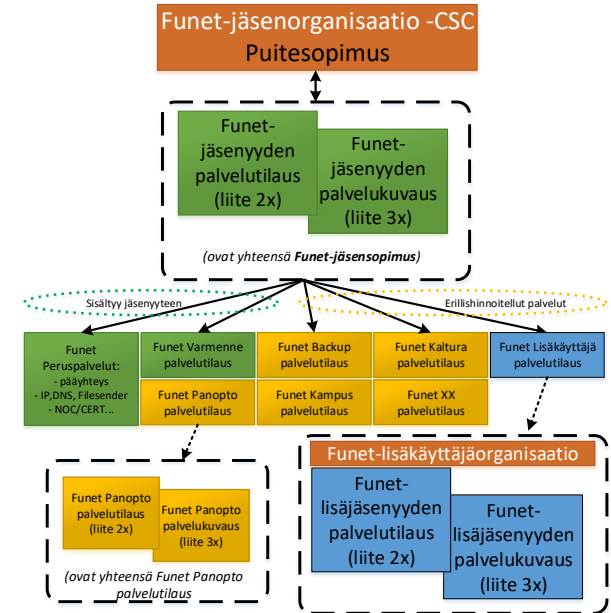 Funet-jäsenorganisaatio -CSC
Puitesopimus
Funet-
jäsenyyden
palvelutilaus
(liite 2x)
Funet-
jäsenyyden
palvelukuvaus
(liite 3x)
(ovat yhteensä Funet-jäsensopimus)
Sisältyy jäsenyyteen
Erillishinnoitellut palvelut
Funet
Peruspalvelut:
- pääyhteys
- IP,DNS, Filesender
- NOC/CERT...
Funet Varmenne
palvelutilaus
Funet Backup
palvelutilaus
Funet Kaltura
palvelutilaus
Funet Lisäkäyttäjä
palvelutilaus
Funet Panopto
palvelutilaus
Funet Kampus
palvelutilaus
Funet XX
palvelutilaus
Funet Panopto
palvelutilaus
(liite 2x)
Funet Panopto
palvelukuvaus
(liite 3x)
(ovat yhteensä Funet Panopto
palvelutilaus
Funet-lisäkäyttäjäorganisaatio
Funet-
lisäjäsenyyden
palvelutilaus
(liite 2x)
Funet-
lisäjäsenyyden
palvelukuvaus
(liite 3x)